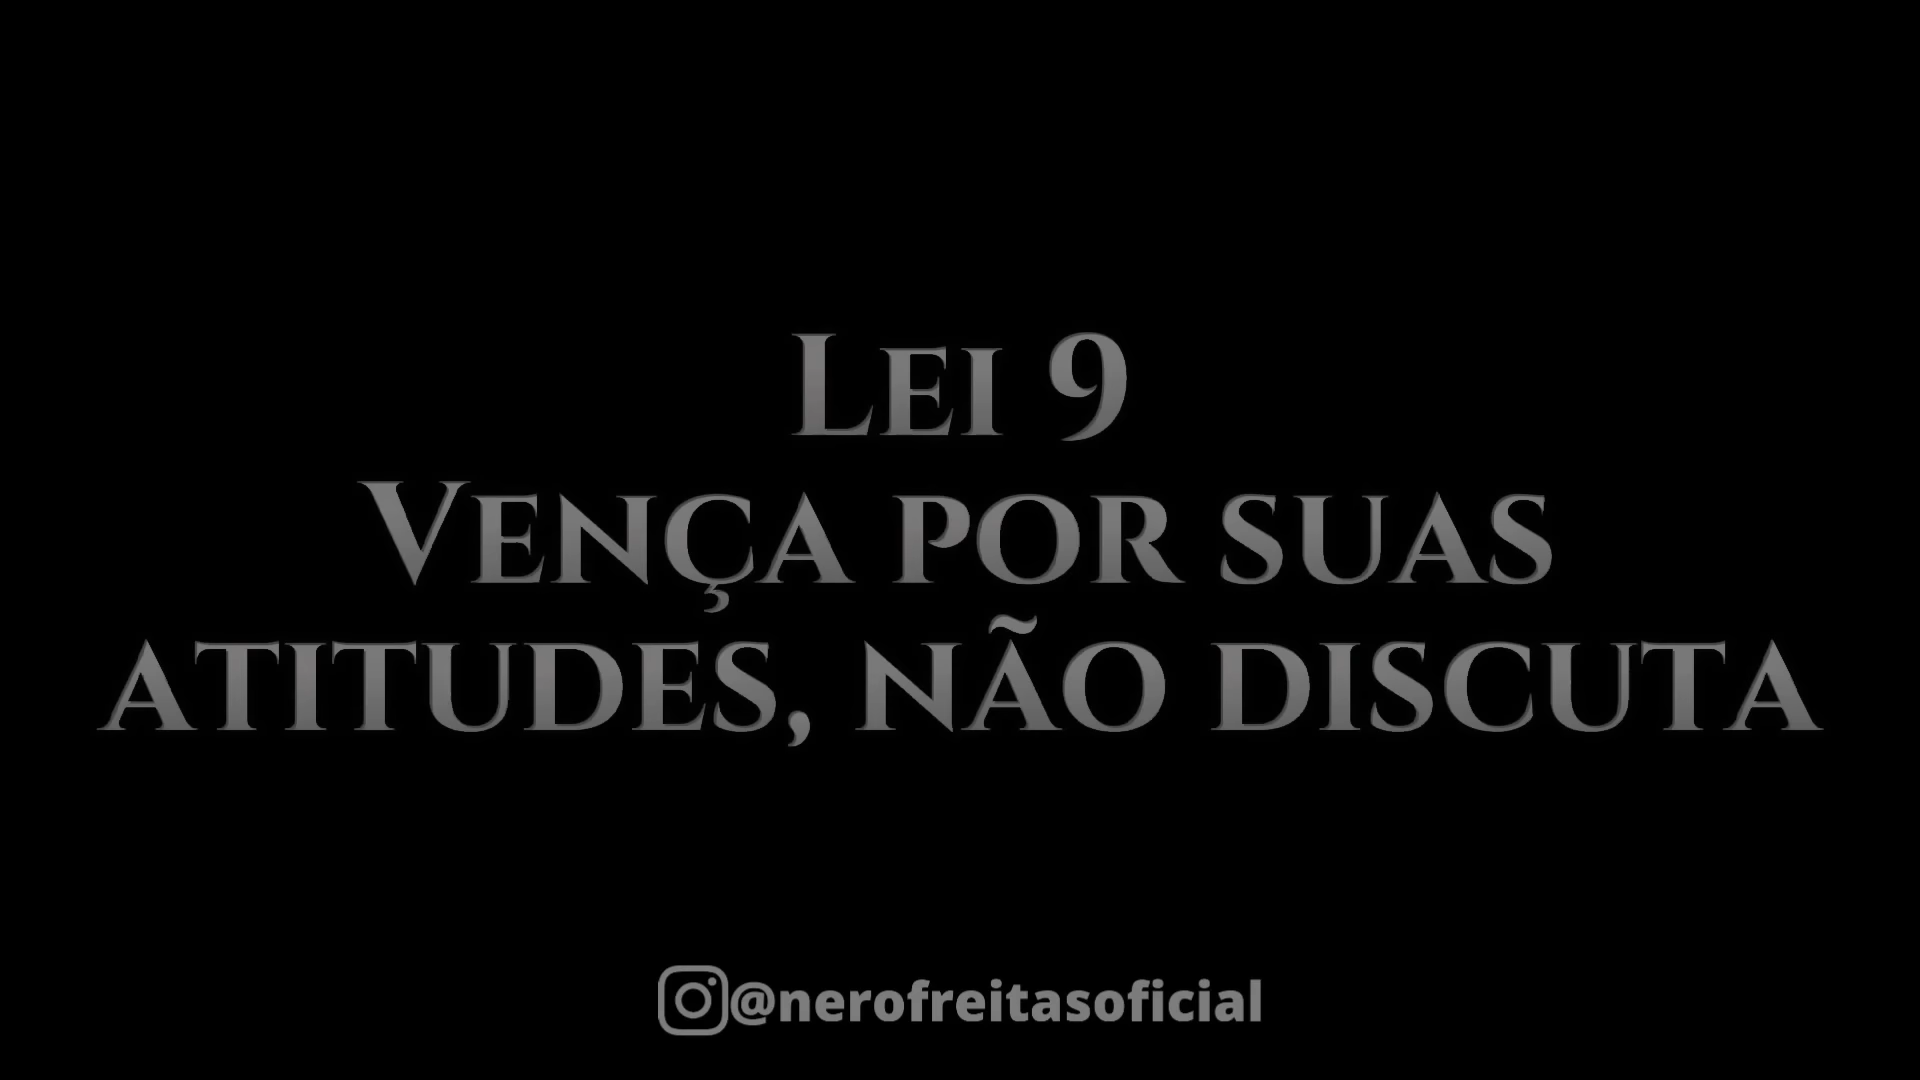 Lei 9
Vença por suas
atitudes, não discuta
@nerofreitasoficial